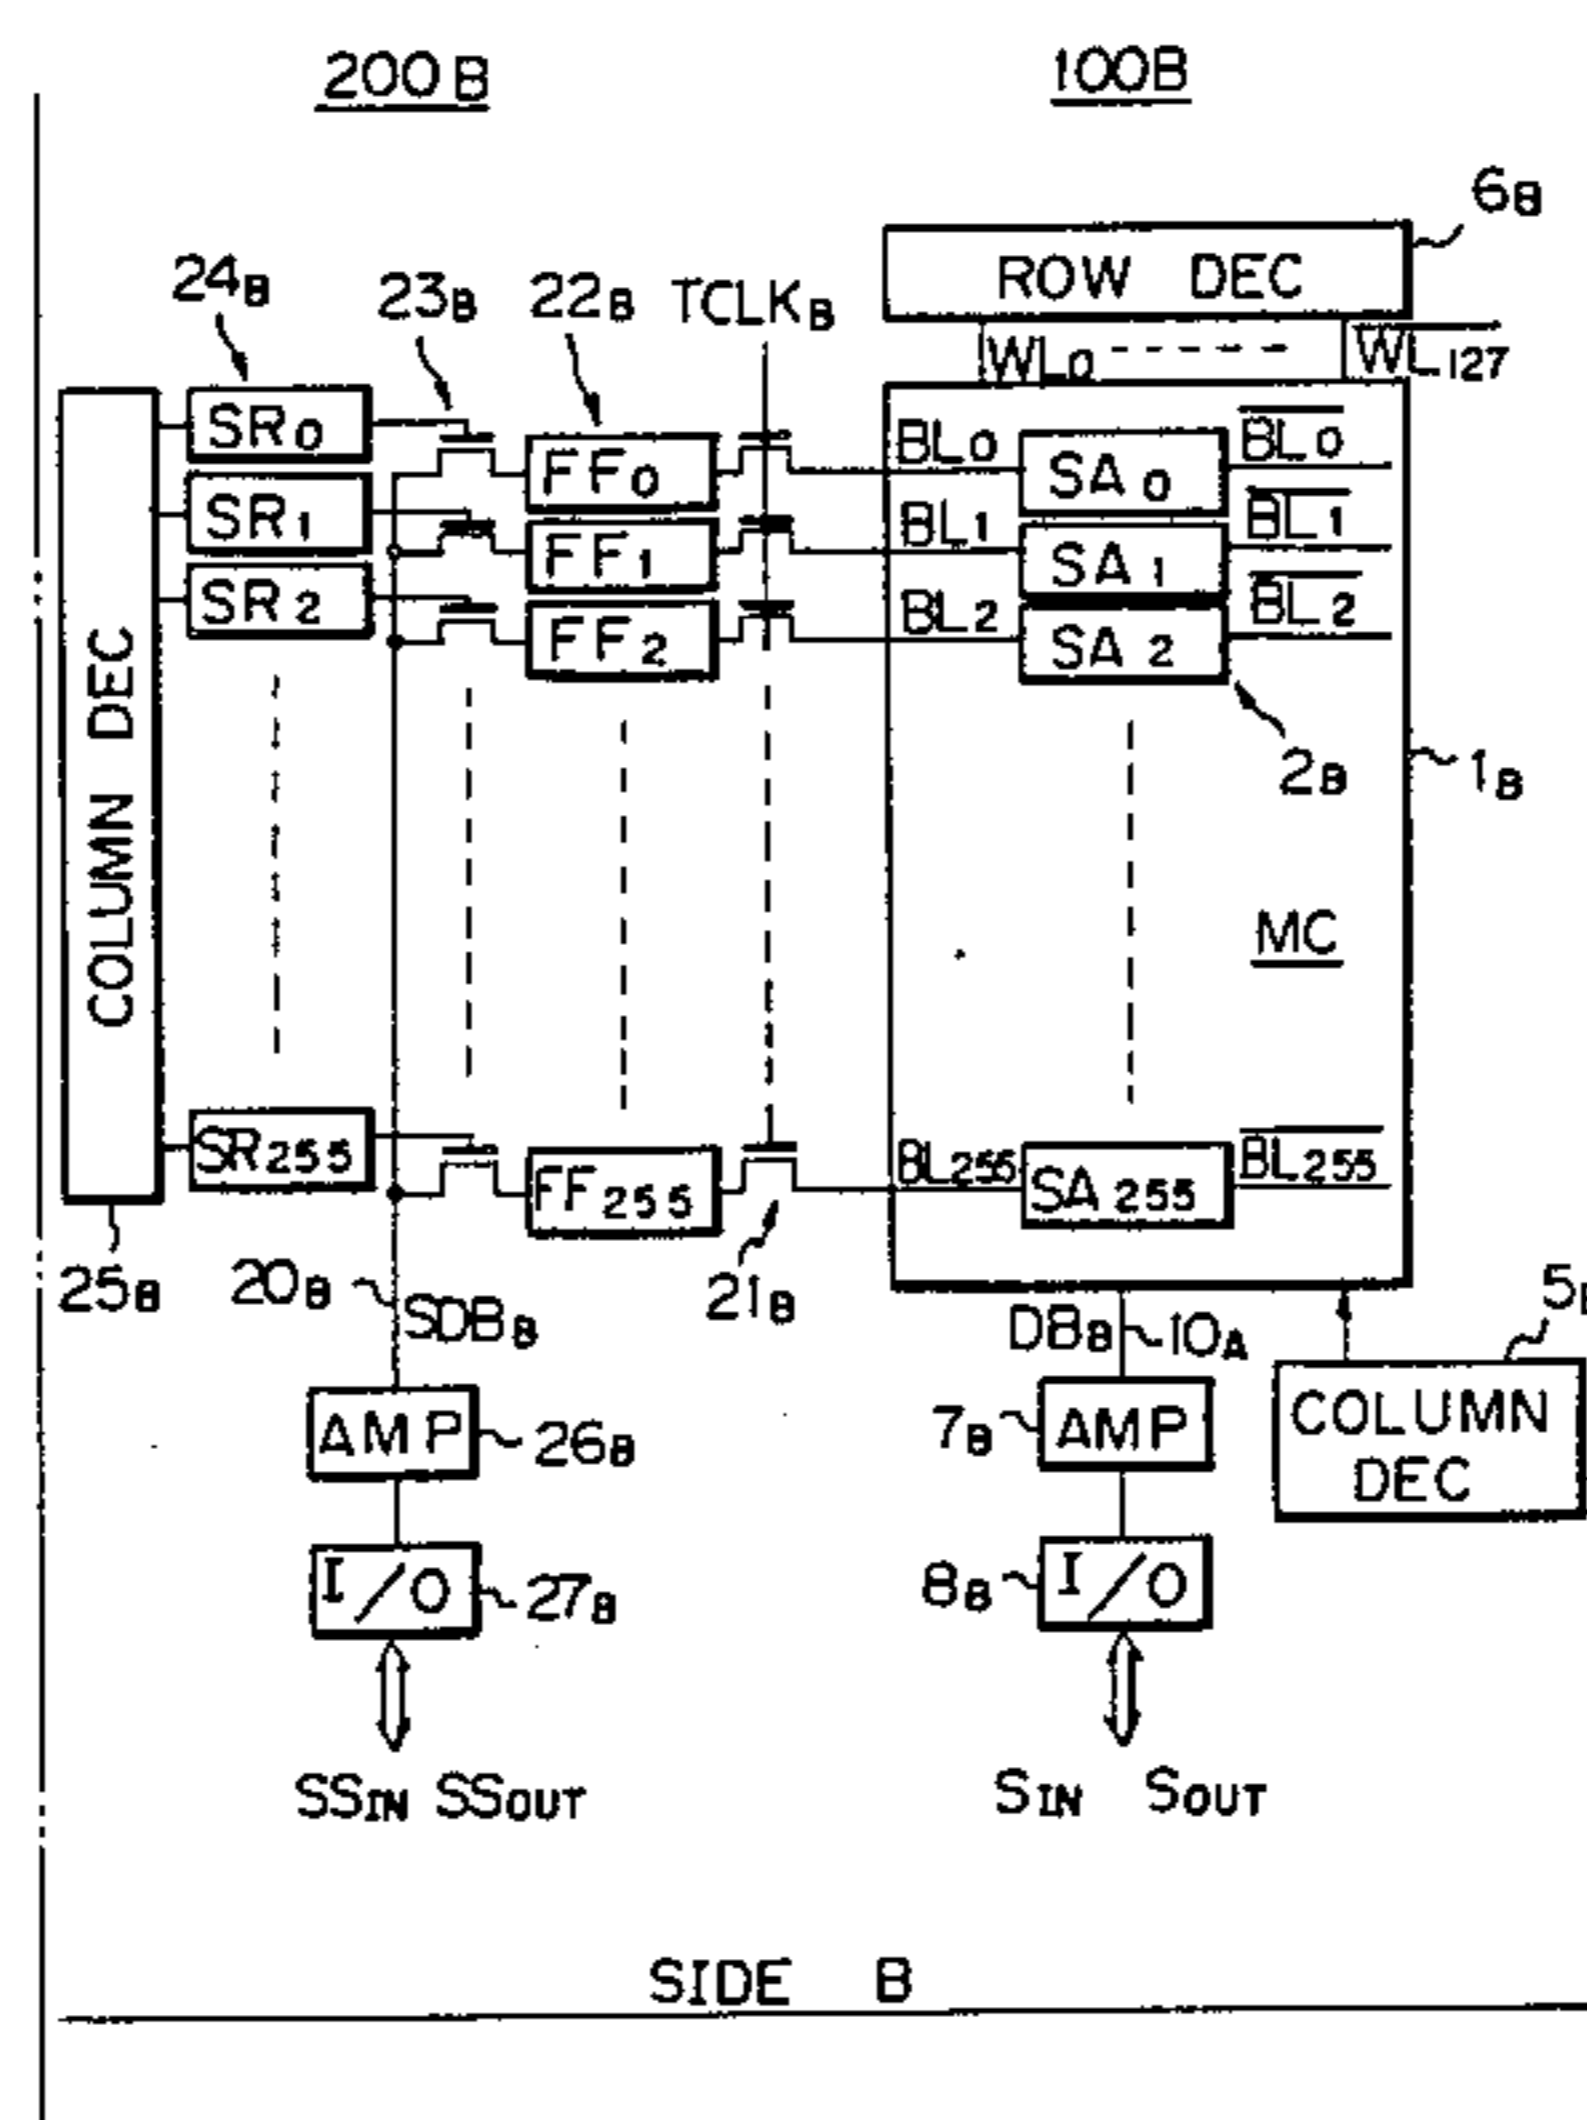 200B 100B
6B
ROW DEC
24B 23B 22B TCLKB
WL0 WL127
SR0 FF0 BL0 SA0 BL0
SR1 FF1 BL1 SA1 BL1
SR2 FF2 BL2 SA2 BL2
COLUMN DEC
2B 1B
MC
SR255 FF255 BL255 SA255 BL255
25B 20B SDBB 21B DBB 10A
AMP 26B 7B AMP
COLUMN
DEC
I/O 27B 8B I/O
SSIN SSOUT SIN SOUT
SIDE B